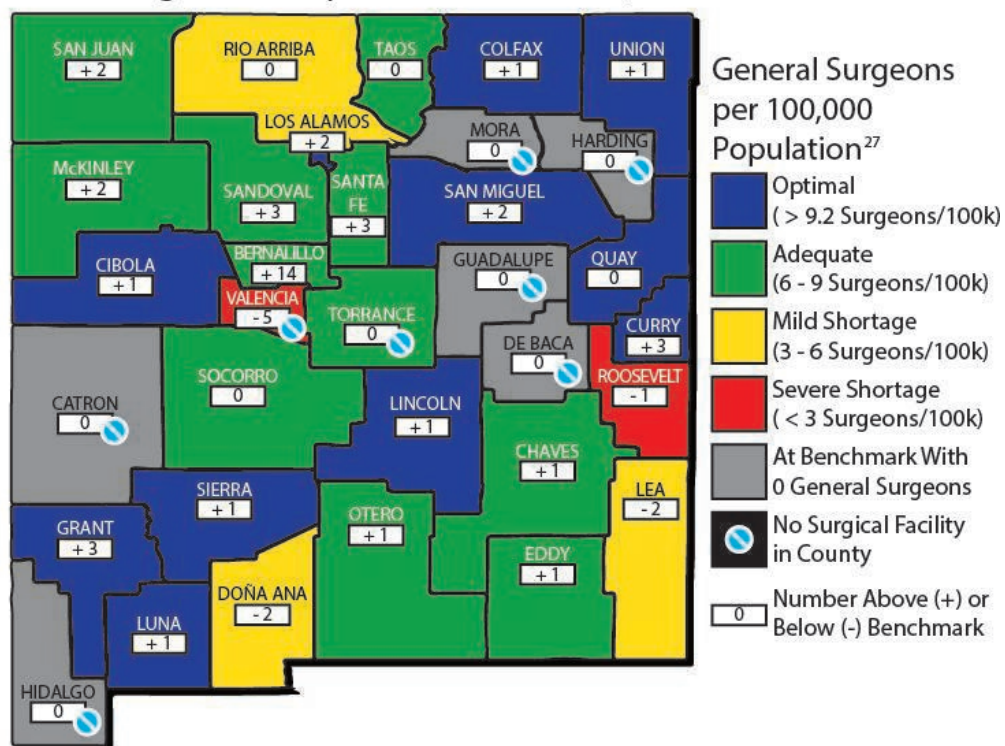 SAN JUAN
+ 2
RIO ARRIBA
0
TAOS
0
COLFAX
+ 1
UNION
+ 1
LOS ALAMOS
+ 2
MORA
0
HARDING
0
McKINLEY
+ 2
SANDOVAL
+ 3
SANTA
FE
+ 3
SAN MIGUEL
+ 2
CIBOLA
+ 1
BERNALILLO
+ 14
GUADALUPE
0
QUAY
0
VALENCIA
- 5
TORRANCE
0
CURRY
+ 3
DE BACA
0
ROOSEVELT
- 1
CATRON
0
SOCORRO
0
LINCOLN
+ 1
CHAVES
+ 1
LEA
- 2
SIERRA
+ 1
GRANT
+ 3
OTERO
+ 1
EDDY
+ 1
DOÑA ANA
- 2
LUNA
+ 1
HIDALGO
0
General Surgeons
per 100,000
Population27
Optimal
( > 9.2 Surgeons/100k)
Adequate
(6 - 9 Surgeons/100k)
Mild Shortage
(3 - 6 Surgeons/100k)
Severe Shortage
( < 3 Surgeons/100k)
At Benchmark With
0 General Surgeons
No Surgical Facility
in County
0
Number Above (+) or
Below (-) Benchmark